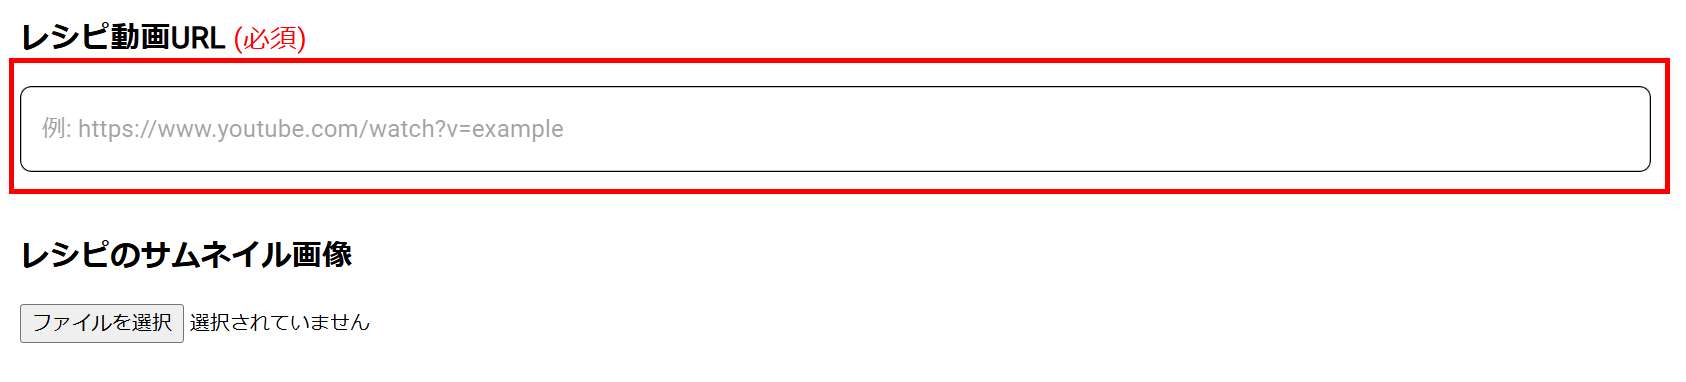 レシピ動画URL (必須)
例: https://www.youtube.com/watch?v=example
レシピのサムネイル画像
ファイルを選択 選択されていません